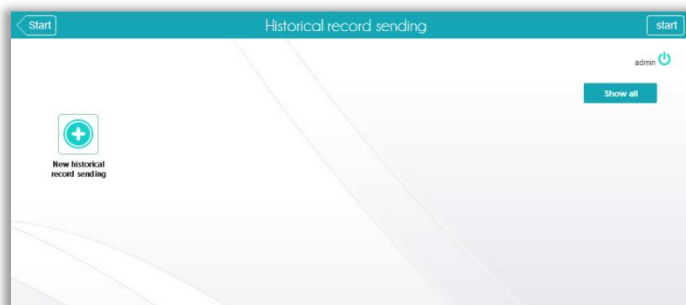 Start
Historical record sending
start
admin
Show all
New historical
record sending